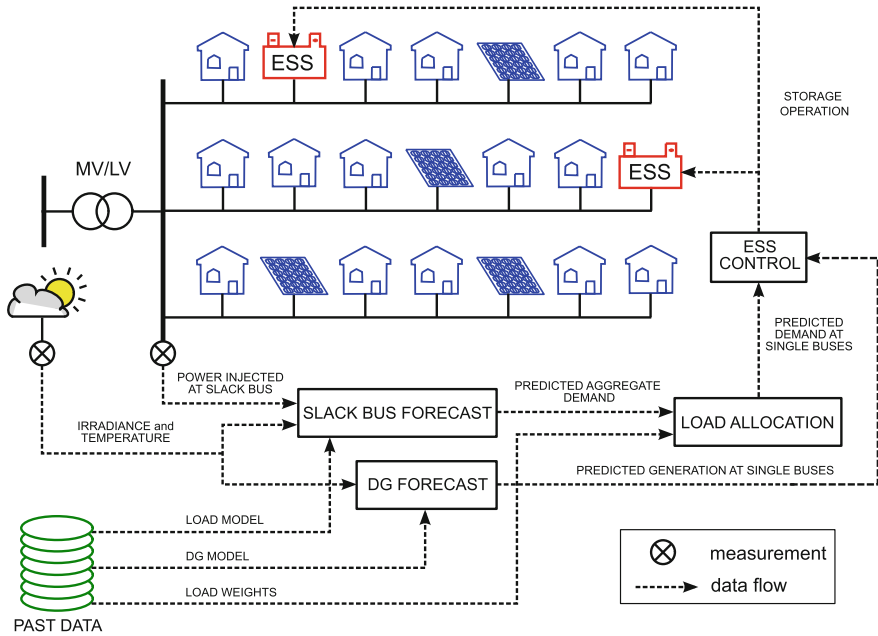 ESS
STORAGE
OPERATION
MV/LV
ESS
ESS
CONTROL
PREDICTED
DEMAND AT
SINGLE BUSES
POWER INJECTED
AT SLACK BUS
PREDICTED AGGREGATE
DEMAND
SLACK BUS FORECAST
LOAD ALLOCATION
IRRADIANCE and
TEMPERATURE
DG FORECAST
PREDICTED GENERATION AT SINGLE BUSES
LOAD MODEL
DG MODEL
LOAD WEIGHTS
PAST DATA
measurement
data flow